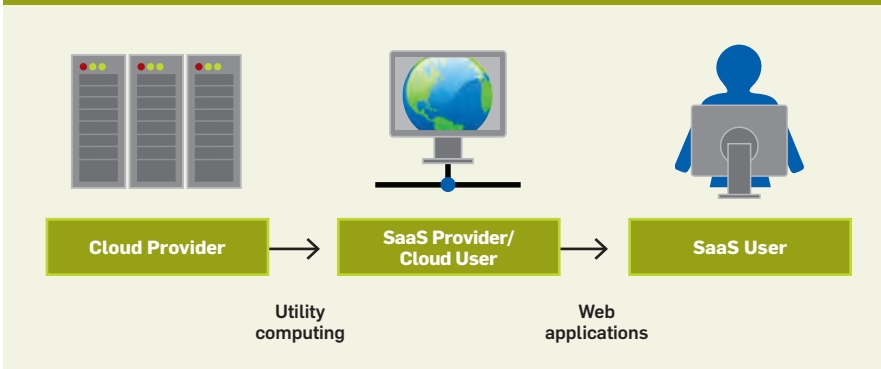 Cloud Provider
SaaS Provider/
Cloud User
SaaS User
Utility
computing
Web
applications